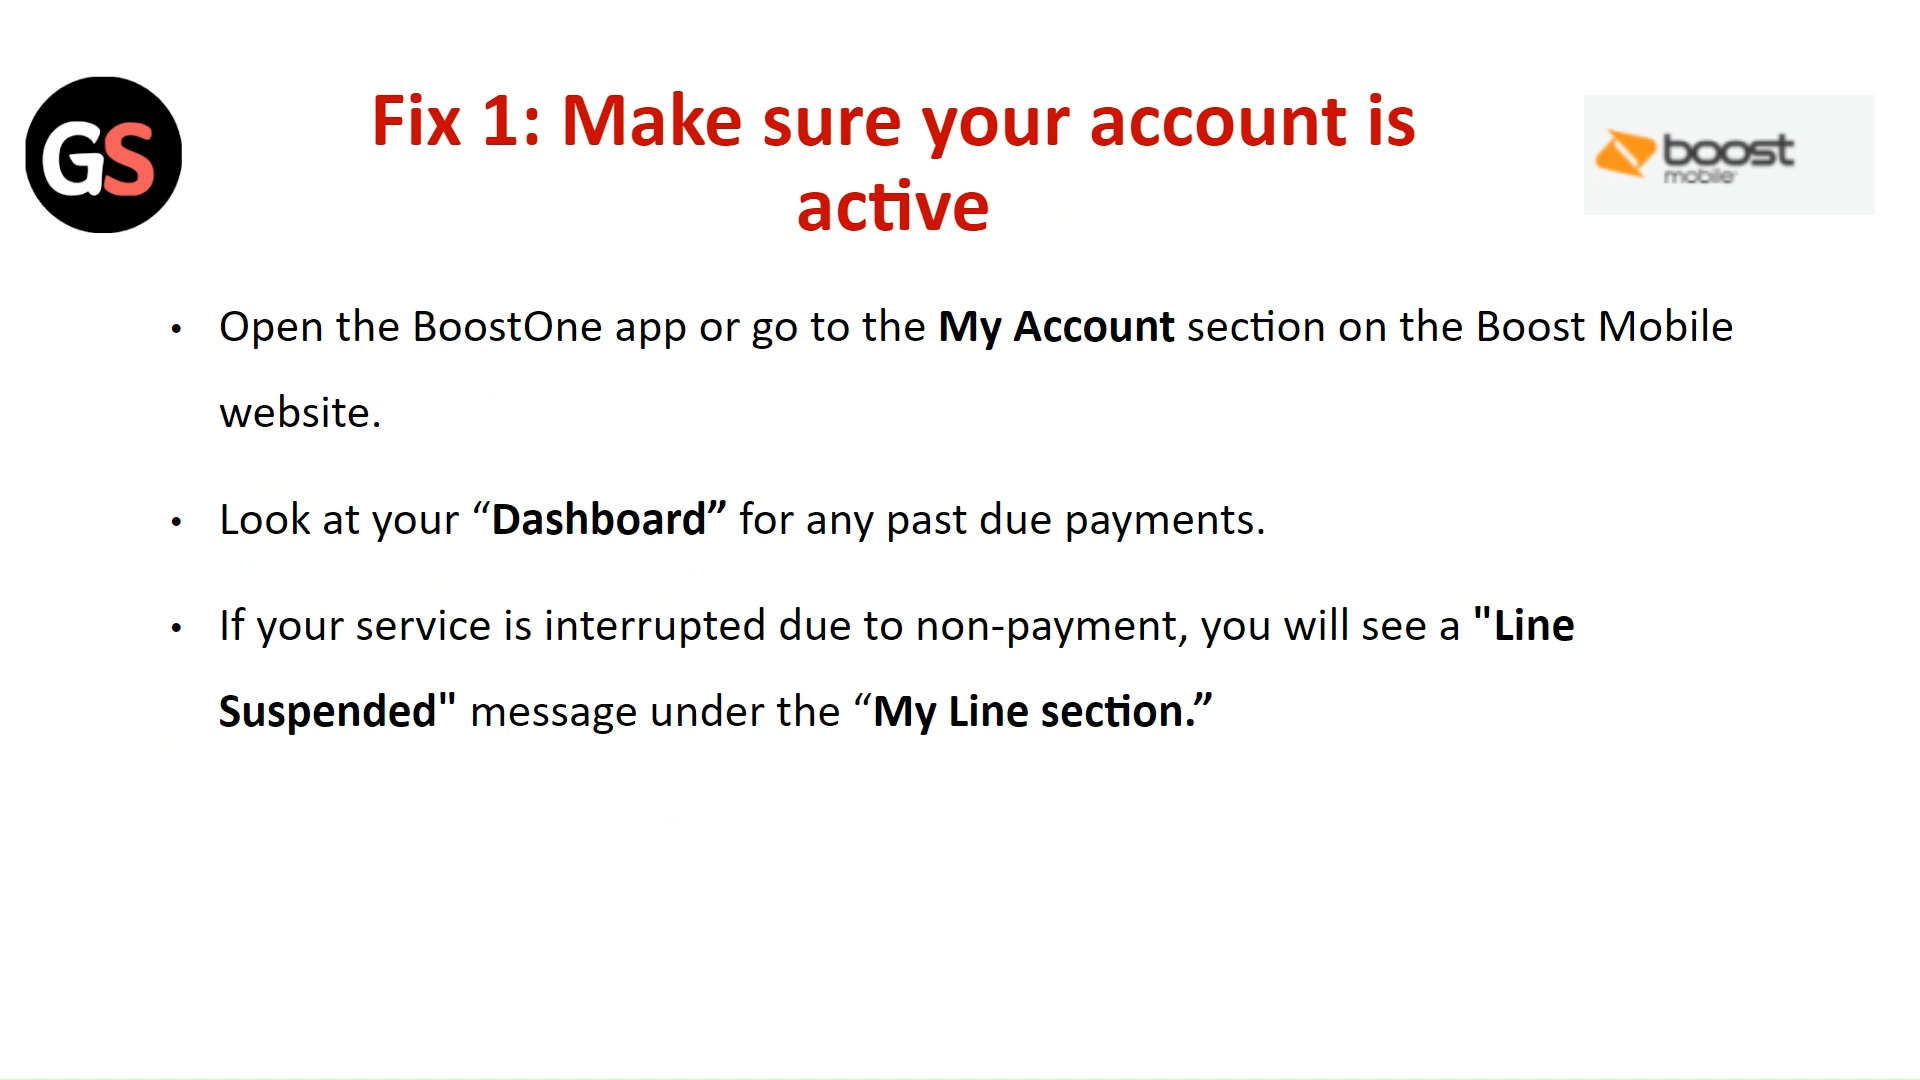 GS
Fix 1: Make sure your account is
active
boost
mobile
• Open the BoostOne app or go to the My Account section on the Boost Mobile
website.
• Look at your “Dashboard” for any past due payments.
• If your service is interrupted due to non-payment, you will see a "Line
Suspended" message under the “My Line section.”